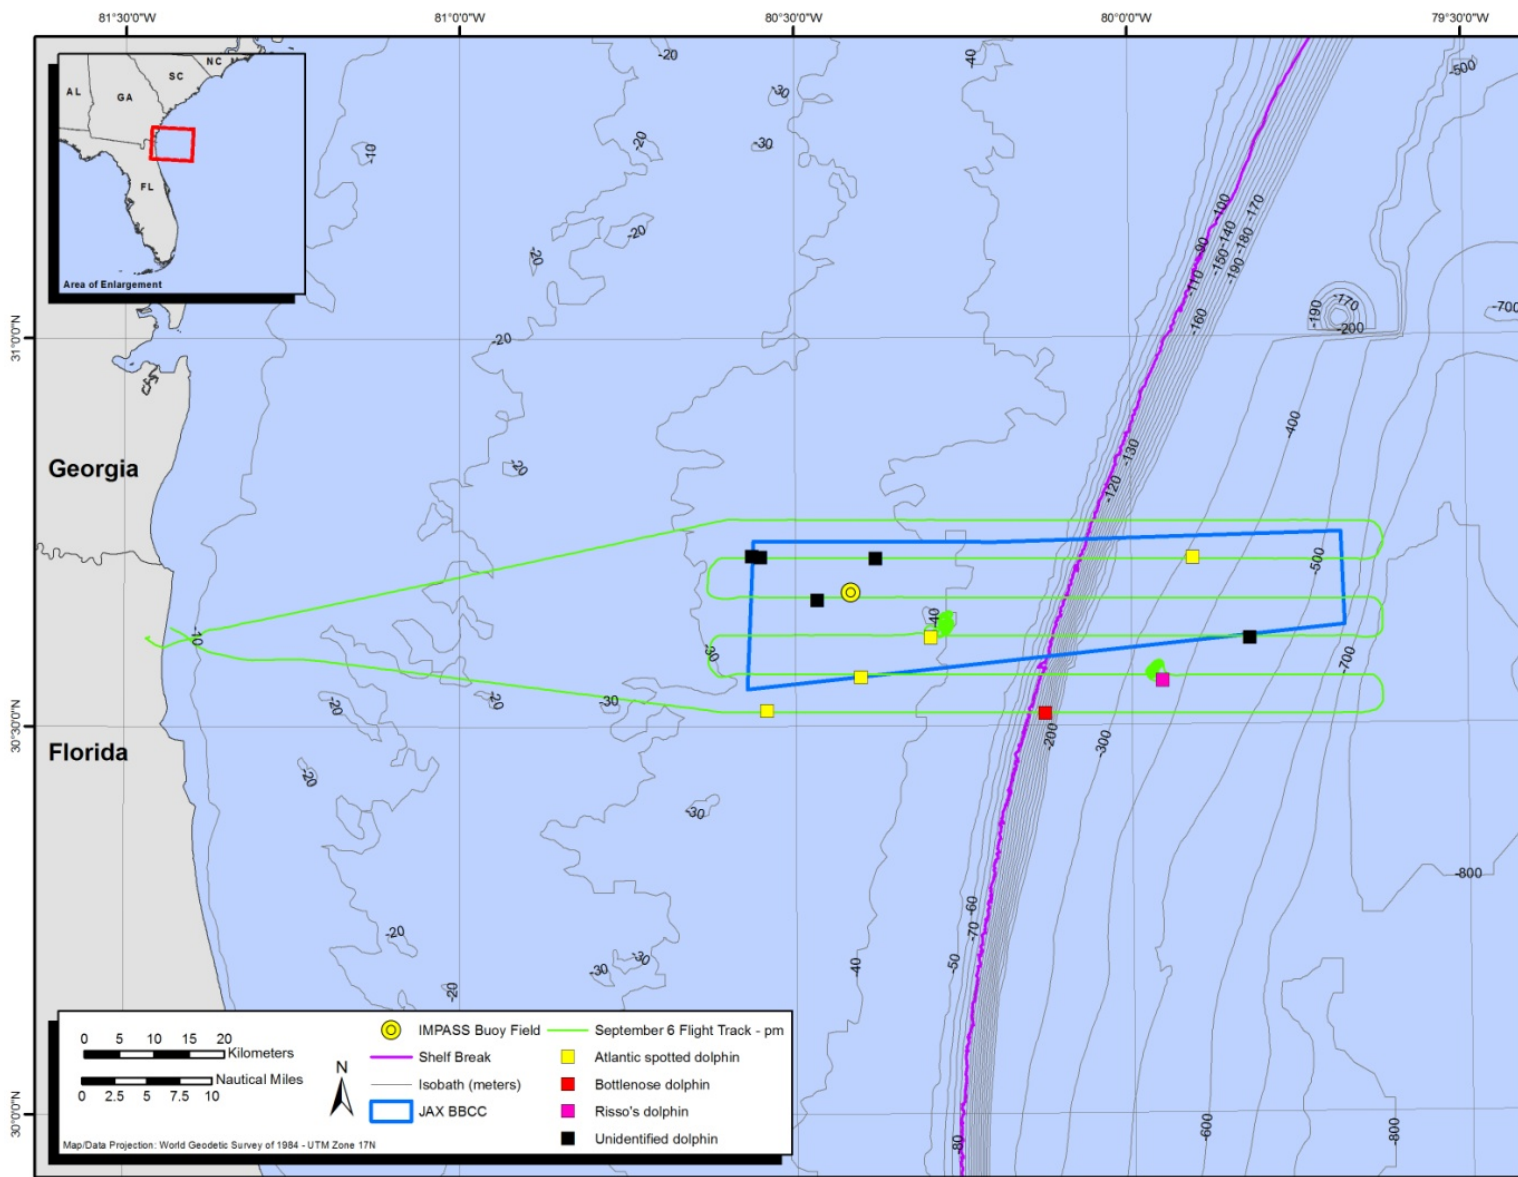 81°30'0"W 81°0'0"W 80°30'0"W 80°0'0"W 79°30'0"W
NC
SC
AL
GA
FL
Area of Enlargement
-20
-40
-500
-30
-10
-20
-30
-20
-20
-100
-170
-140
-90
-180
-150
-190
-110
-160
-170
-190
-200
-700
31°0'0"N
-20
-400
-130
-20
-120
Georgia
-500
-40
-10
-30
-700
-20
-20
-30
30°30'0"N
Florida
-200
-300
-20
-30
-800
-60
-70
-20
-50
-40
-30
-30
-20
30°0'0"N
-80
-600
-800
0 5 10 15 20
Kilometers
Nautical Miles
0 2.5 5 7.5 10
N
IMPASS Buoy Field
Shelf Break
Isobath (meters)
JAX BBCC
September 6 Flight Track - pm
Atlantic spotted dolphin
Bottlenose dolphin
Risso's dolphin
Unidentified dolphin
Map/Data Projection: World Geodetic Survey of 1984 - UTM Zone 17N